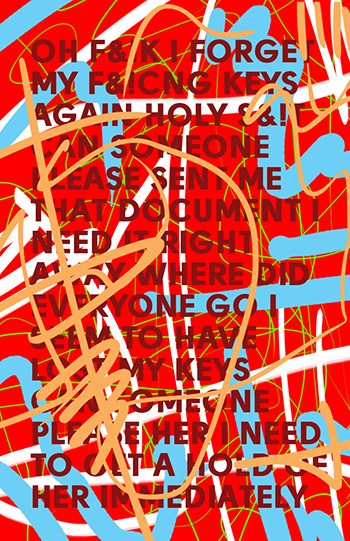 OH F&!K I FORGET
MY F&!CNG KEYS
AGAIN HOLY S&!T
CAN SOMEONE
PLEASE SENT ME
THAT DOCUMENT I
NEED IT RIGHT
AWAY WHERE DID
EVERYONE GO I
SEEM TO HAVE
LOST MY KEYS
CAN SOMEONE
PLEASE HER I NEED
TO GET A HOLD OF
HER IMMEDIATELY